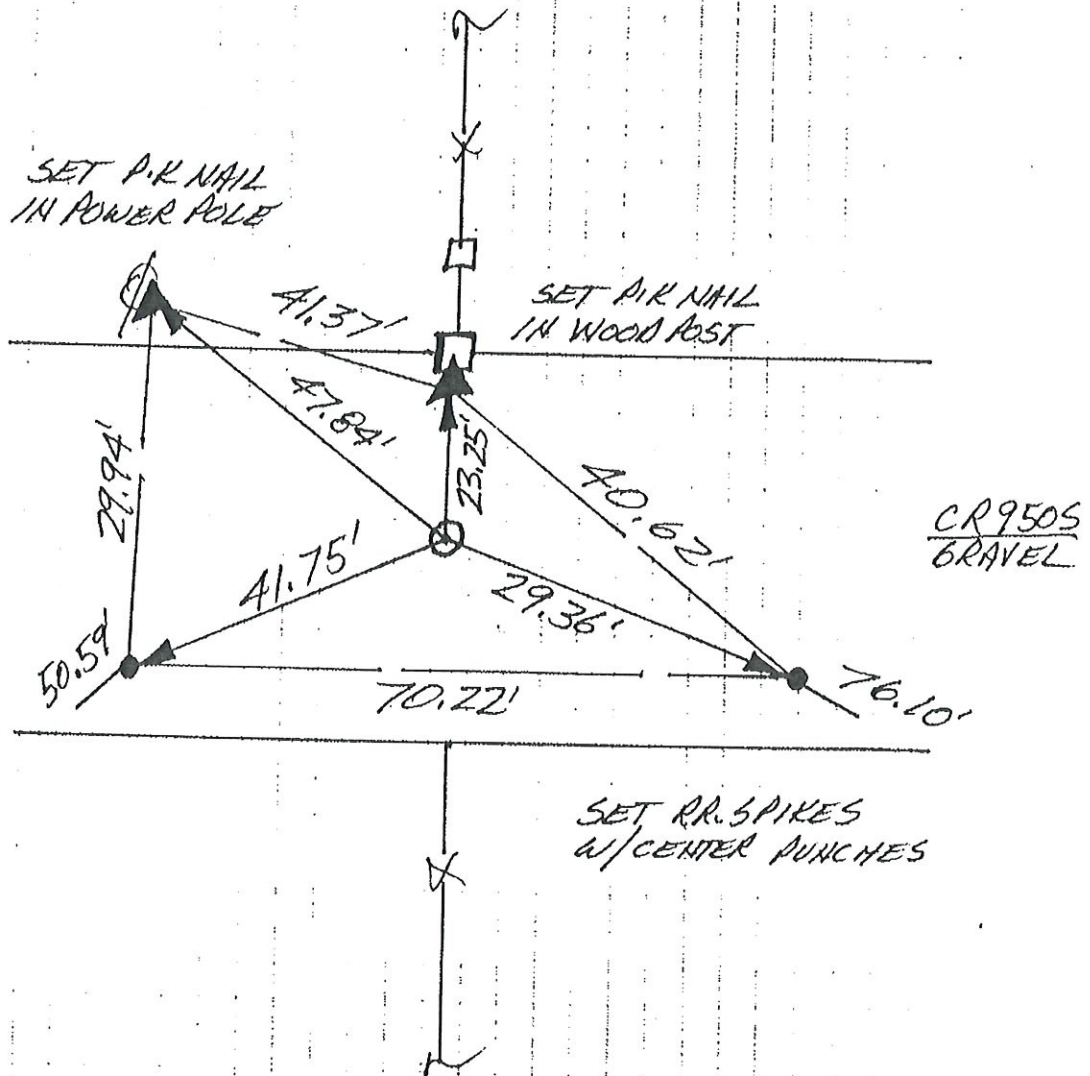 SET P.K NAIL
IN POWER POLE
41.37'
SET P.K NAIL
IN WOOD POST
47.84'
23.25'
29.94'
40.62'
CR950S
GRAVEL
41.75'
29.36'
50.59'
70.22'
76.10'
SET RR. SPIKES
W/CENTER PUNCHES